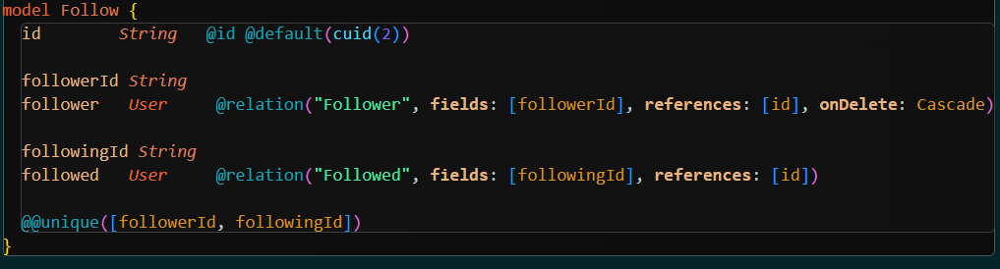 model Follow {
id String @id @default(cuid(2))
followerId String
follower User @relation("Follower", fields: [followerId], references: [id], onDelete: Cascade)
followingId String
followed User @relation("Followed", fields: [followingId], references: [id])
@@unique([followerId, followingId])
}